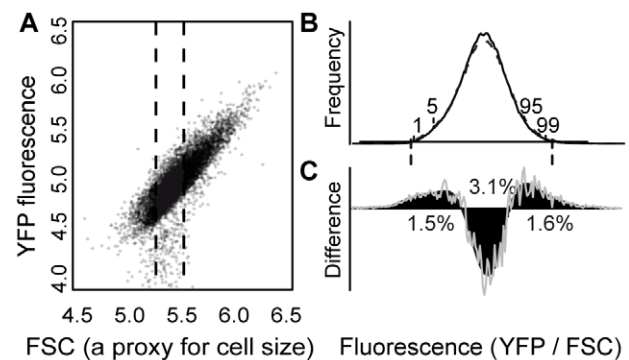 A
YFP fluorescence
6.5
6.0
5.5
5.0
4.5
4.0
4.5 5.0 5.5 6.0 6.5
FSC (a proxy for cell size)
B
Frequency
1
5
95
99
C
Difference
3.1%
1.5%
1.6%
Fluorescence (YFP / FSC)